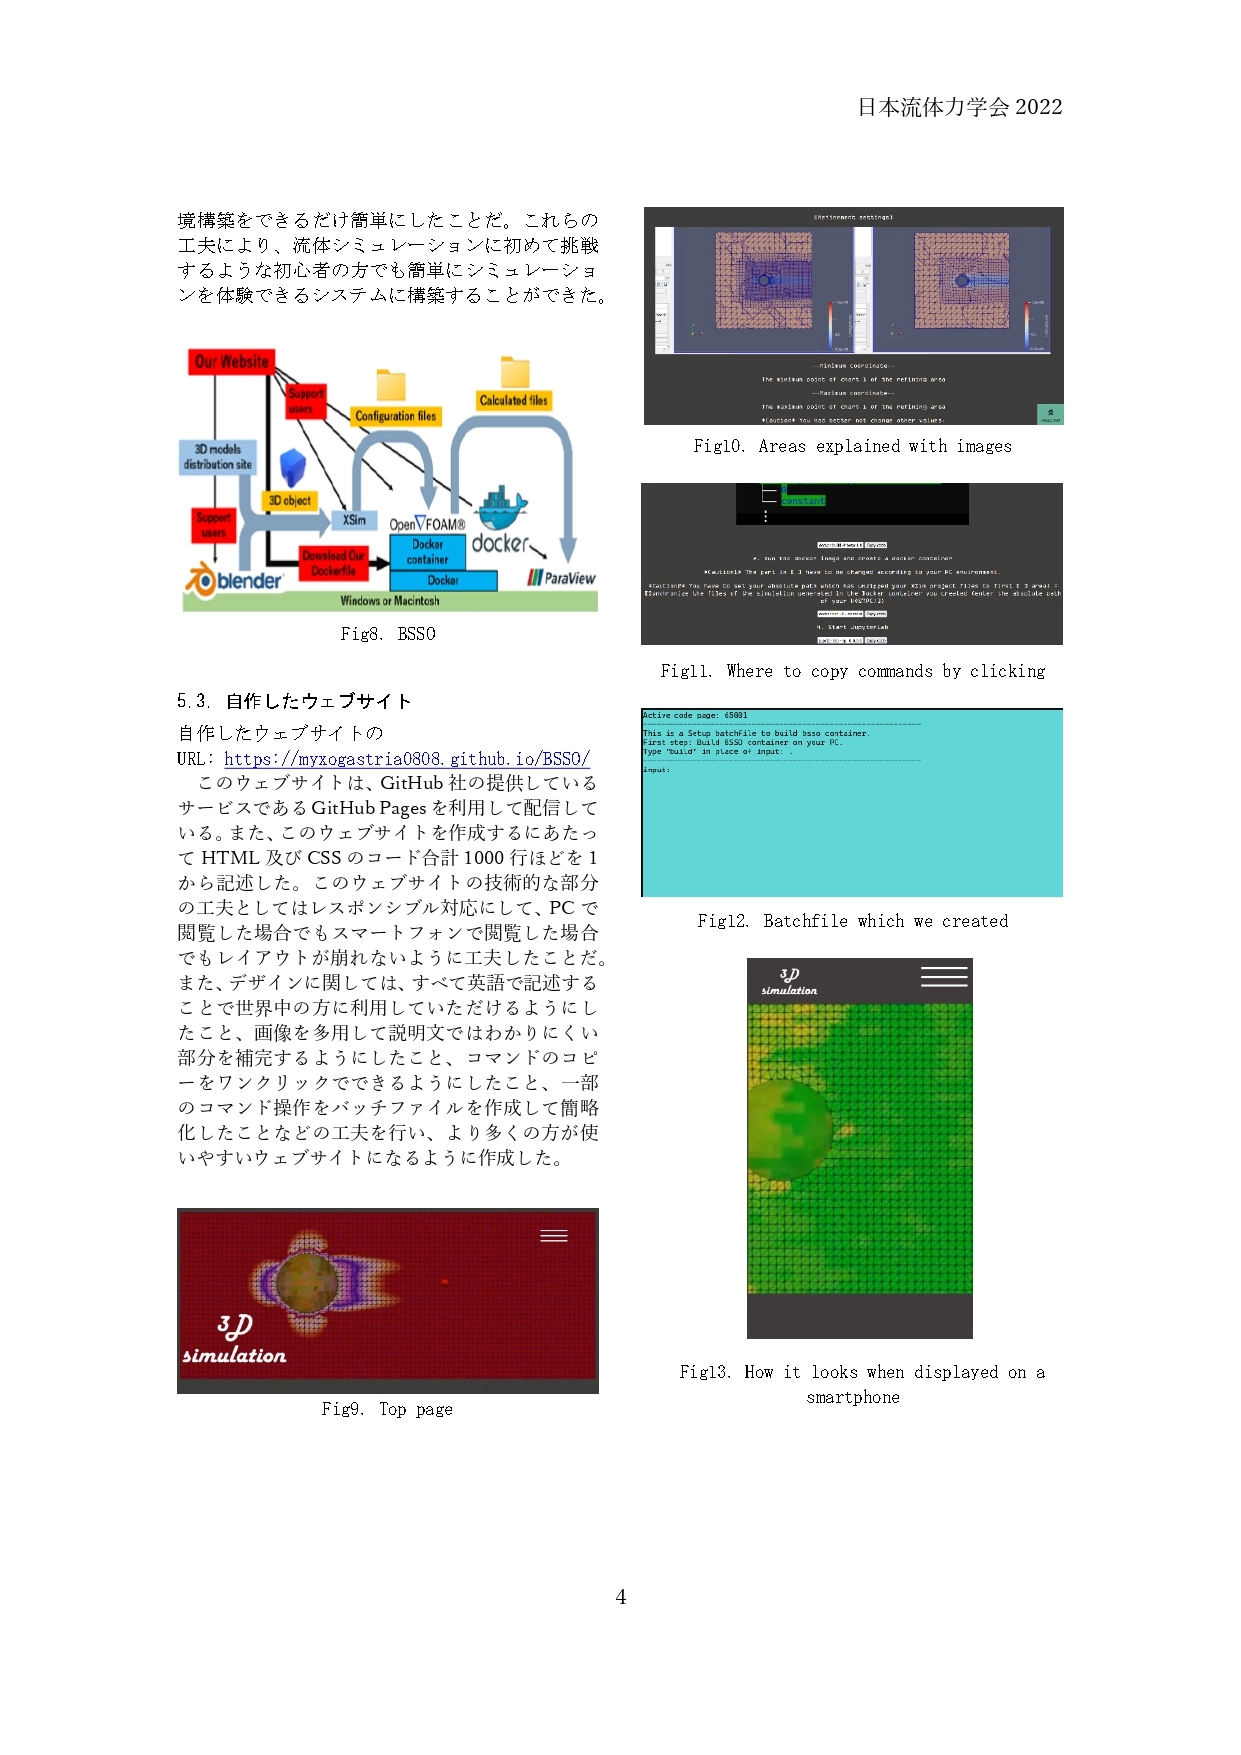 日本流体力学会 2022
境構築をできるだけ簡単にしたことだ。これらの
工夫により、流体シミュレーションに初めて挑戦
するような初心者の方でも簡単にシミュレーショ
ンを体験できるシステムに構築することができた。
Our Website
Support
users
Configuration files
Calculated files
3D models
distribution site
3D object
Support
users
XSim
Open▽FOAM®
docker
Download Our
Dockerfile
Docker
container
Docker
blender
ParaView
Windows or Macintosh
Fig8. BSSO
5.3. 自作したウェブサイト
自作したウェブサイトの
URL: https://myxogastria0808.github.io/BSSO/
このウェブサイトは、GitHub 社の提供している
サービスである GitHub Pages を利用して配信して
いる。また、このウェブサイトを作成するにあたっ
て HTML 及び CSS のコード合計 1000 行ほどを 1
から記述した。このウェブサイトの技術的な部分
の工夫としてはレスポンシブル対応にして、PC で
閲覧した場合でもスマートフォンで閲覧した場合
でもレイアウトが崩れないように工夫したことだ。
また、デザインに関しては、すべて英語で記述する
ことで世界中の方に利用していただけるようにし
たこと、画像を多用して説明文ではわかりにくい
部分を補完するようにしたこと、コマンドのコピ
ーをワンクリックでできるようにしたこと、一部
のコマンド操作をバッチファイルを作成して簡略
化したことなどの工夫を行い、より多くの方が使
いやすいウェブサイトになるように作成した。
3D
simulation
Fig9. Top page
(Refinement settings)
--Minimum coordinate--
The minimum point of chart 1 of the refining area
--Maximum coordinate--
The maximum point of chart 1 of the refining area
*Caution* You had better not change other values.
Fig10. Areas explained with images
constant
Copy code
3. Run the docker image and create a docker container
*Caution1* The part in [ ] have to be changed according to your PC environment.
*Caution2* You have to set your absolute path which has unzipped your XSim project files to first [ ] area! =
Synchronize the files of the simulation generated in the Docker container you created (enter the absolute path
of your HOST(PC))
Copy code
4. Start Jupyterlab
Copy code
Fig11. Where to copy commands by clicking
Active code page: 65001
This is a Setup batchfile to build bsso container.
First step: Build BSSO container on your PC.
Type "build" in place of input: .
input:
Fig12. Batchfile which we created
3D
simulation
Fig13. How it looks when displayed on a
smartphone
4